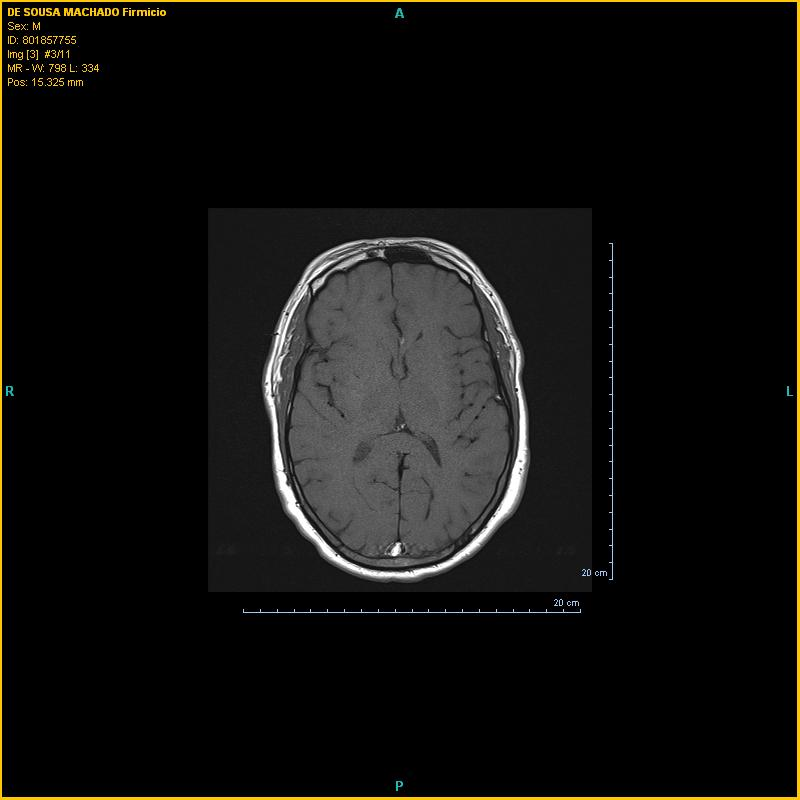 DE SOUSA MACHADO Firmicio
Sex: M
ID: 801857755
Img [3] #3/11
MR - W: 798 L: 334
Pos: 15.325 mm
A
R
L
20 cm
20 cm
P